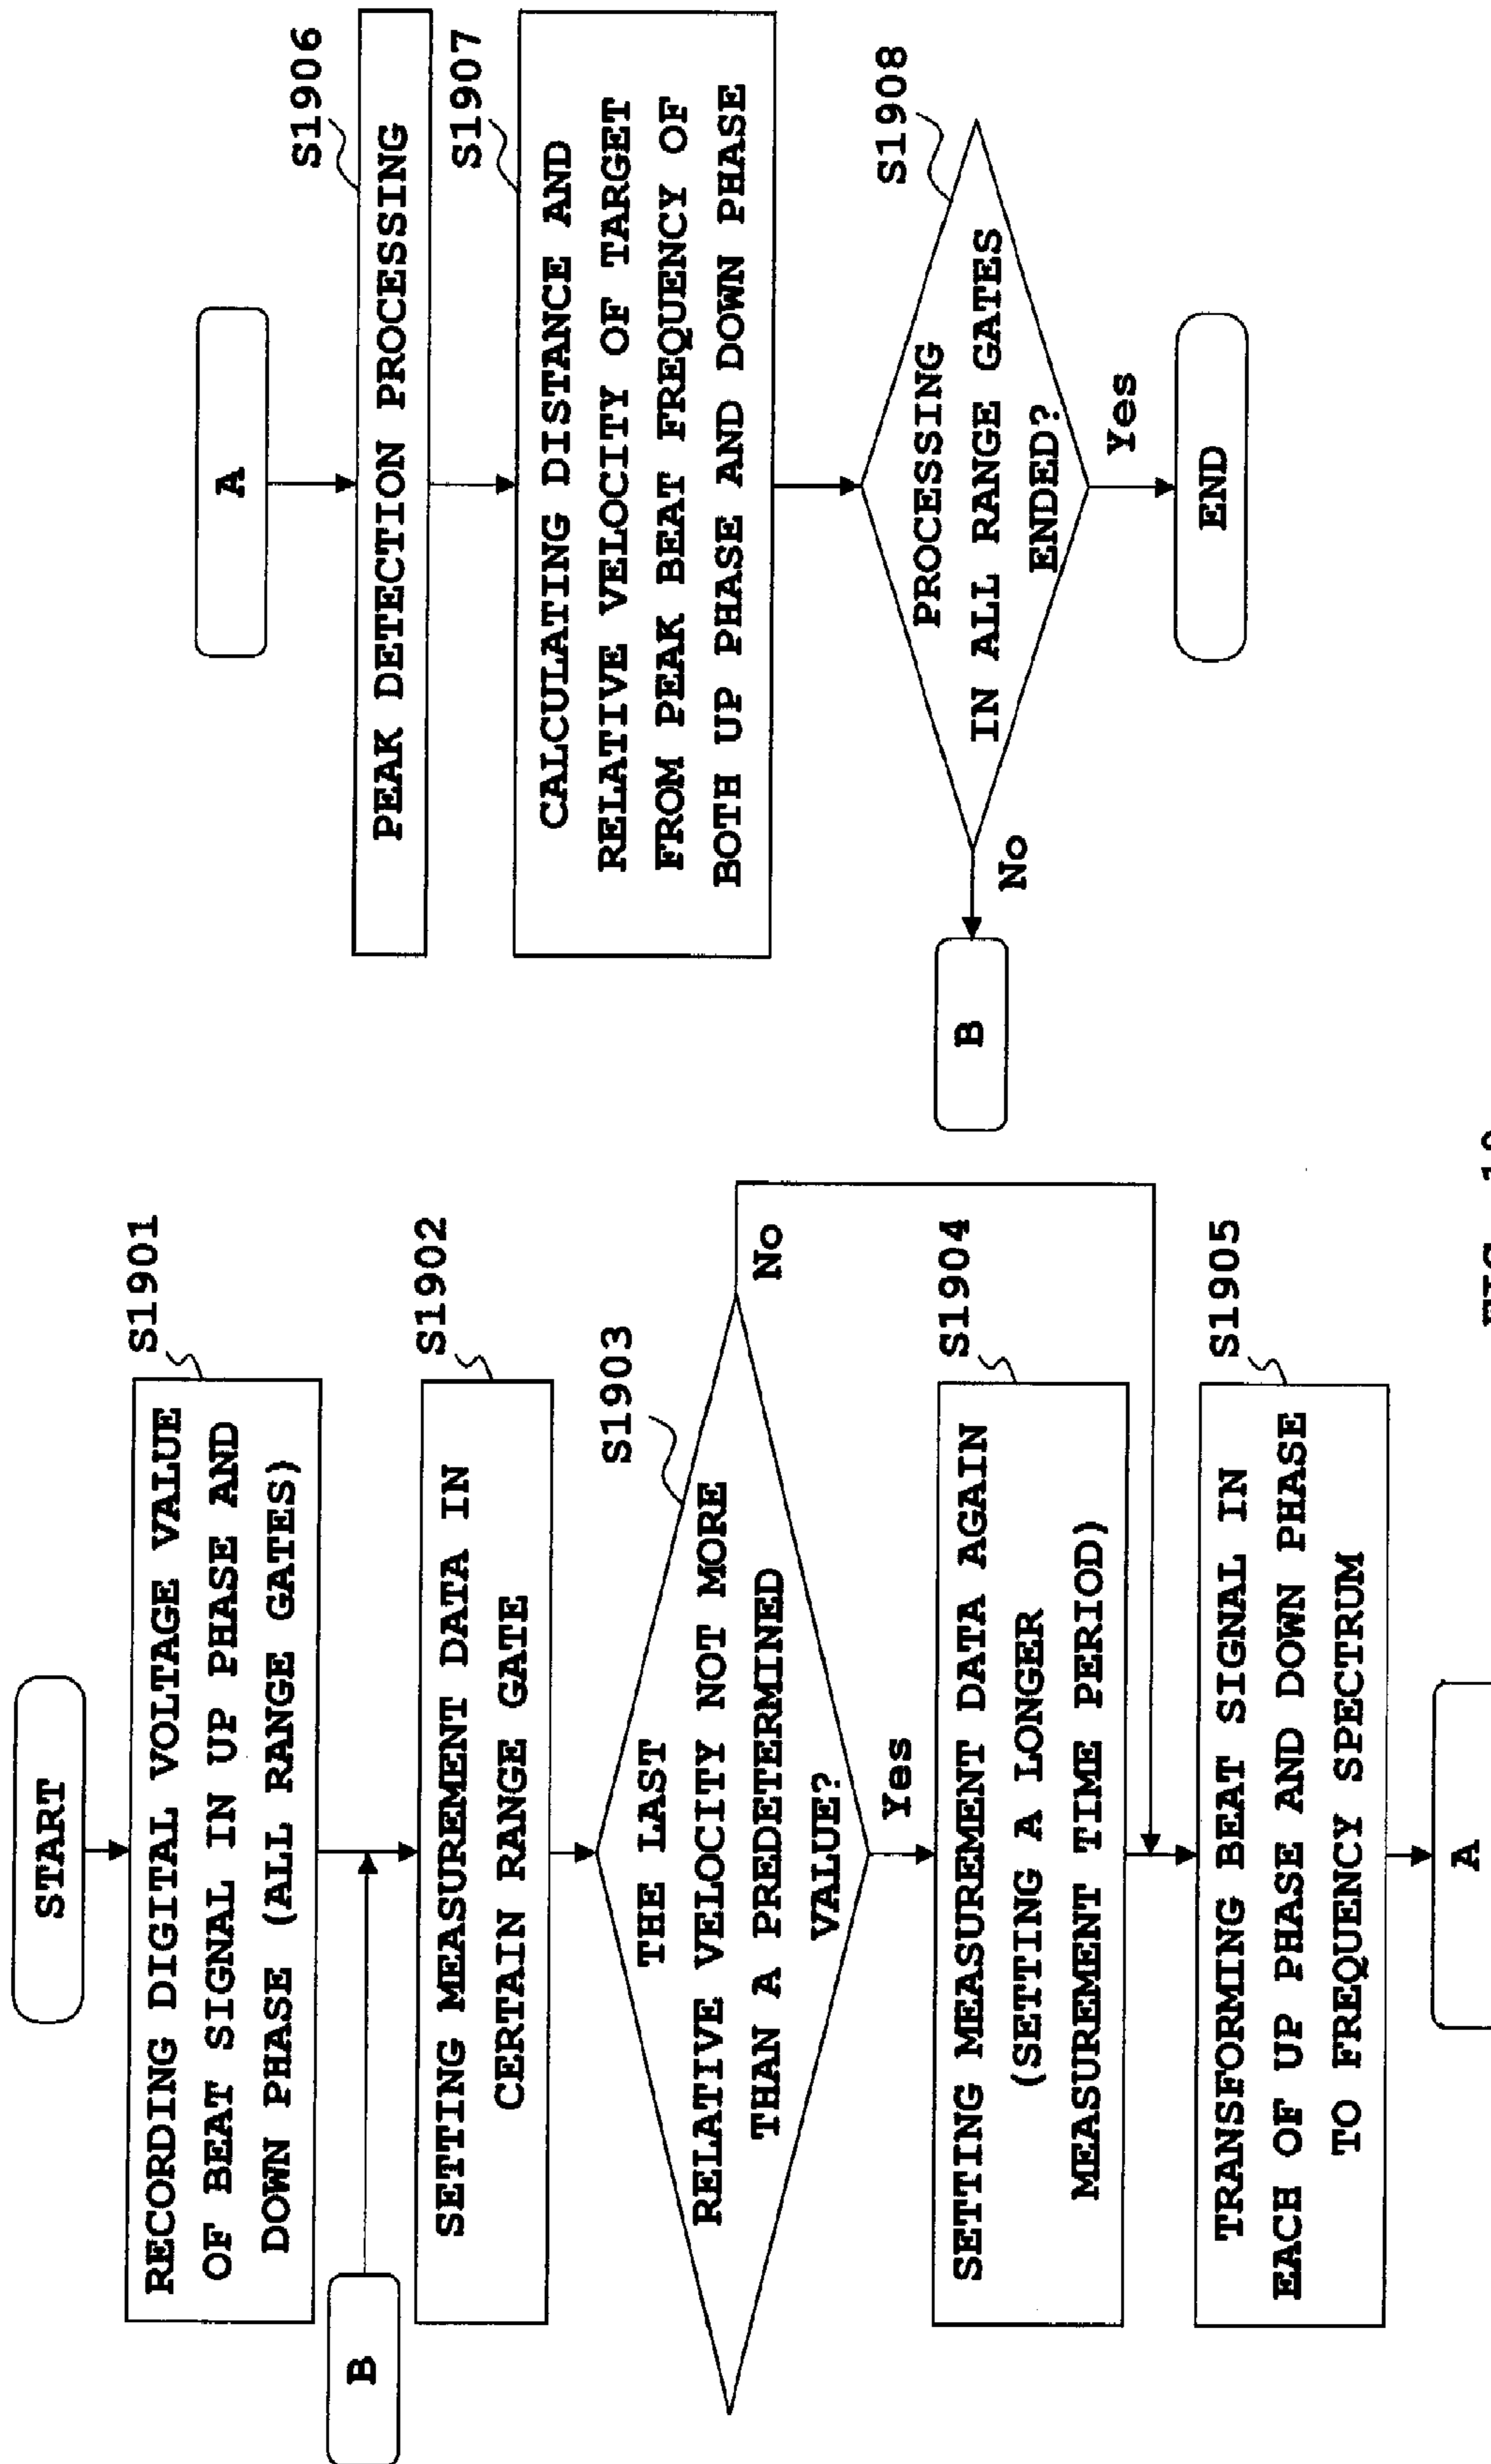 START
S1901
RECORDING DIGITAL VOLTAGE VALUE
OF BEAT SIGNAL IN UP PHASE AND
DOWN PHASE (ALL RANGE GATES)
B
S1902
SETTING MEASUREMENT DATA IN
CERTAIN RANGE GATE
S1903
THE LAST
RELATIVE VELOCITY NOT MORE
THAN A PREDETERMINED
VALUE?
No
Yes
S1904
SETTING MEASUREMENT DATA AGAIN
(SETTING A LONGER
MEASUREMENT TIME PERIOD)
S1905
TRANSFORMING BEAT SIGNAL IN
EACH OF UP PHASE AND DOWN PHASE
TO FREQUENCY SPECTRUM
A
A
S1906
PEAK DETECTION PROCESSING
S1907
CALCULATING DISTANCE AND
RELATIVE VELOCITY OF TARGET
FROM PEAK BEAT FREQUENCY OF
BOTH UP PHASE AND DOWN PHASE
S1908
PROCESSING
IN ALL RANGE GATES
ENDED?
No
B
Yes
END